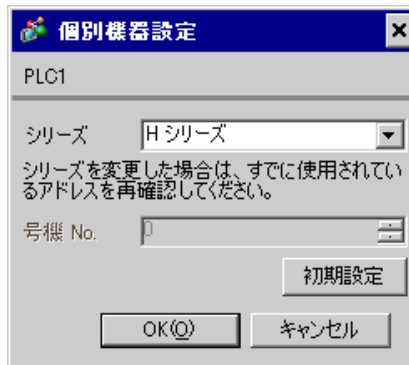 個別機器設定
PLC1
シリーズ H シリーズ
シリーズを変更した場合は、すでに使用されてい
るアドレスを再確認してください。
号機 No. 0
初期設定
OK(O) キャンセル